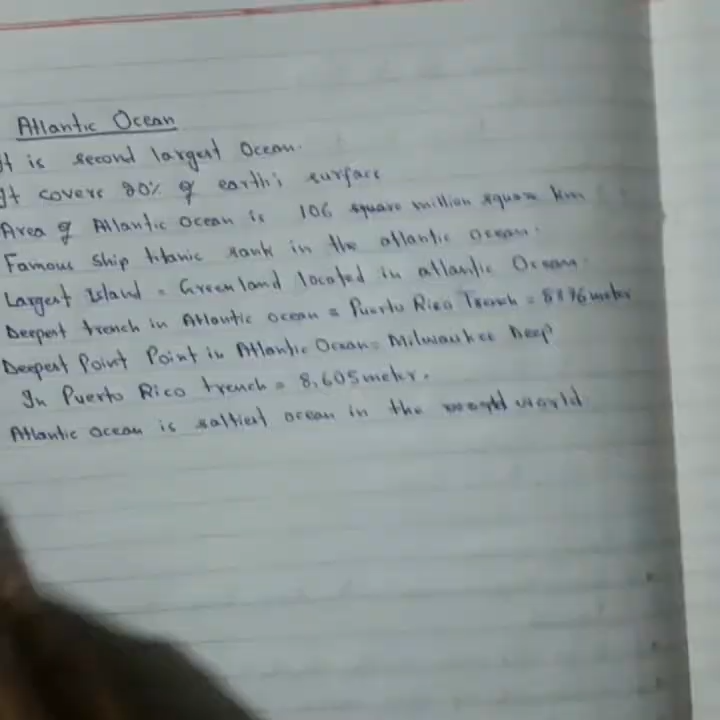 Atlantic Ocean
It is second largest Ocean.
It covers 20% of earth's surface
Area of Atlantic ocean is 106 square million square km
Famous ship titanic sank in the atlantic ocean.
Largest Island = Greenland located in atlantic Ocean.
Deepest trench in Atlantic ocean = Puerto Rico Trench = 8376 meter
Deepest Point Point in Atlantic Ocean = Milwaukee Deep
In Puerto Rico trench = 8,605 meter.
Atlantic ocean is saltiest ocean in the world